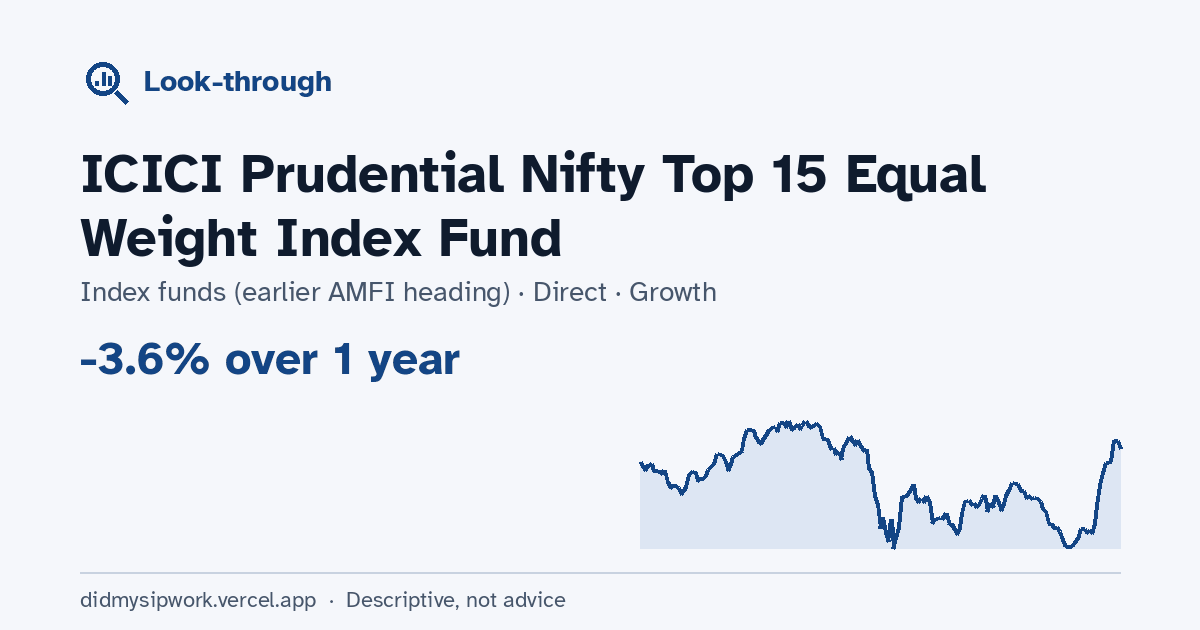 Look-through
ICICI Prudential Nifty Top 15 Equal
Weight Index Fund
Index funds (earlier AMFI heading) · Direct · Growth
-3.6% over 1 year
didmysipwork.vercel.app · Descriptive, not advice